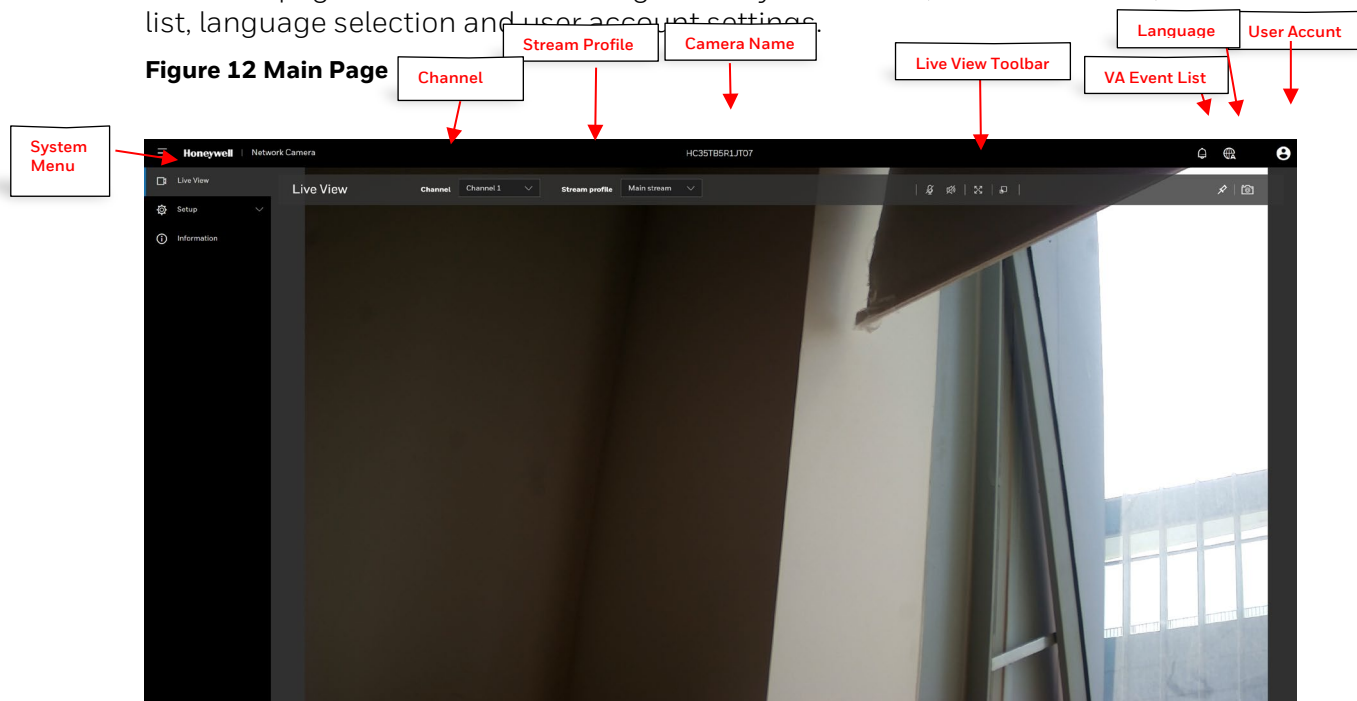 list, language selection and user account settings.
Stream Profile
Camera Name
Language
User Accunt
Figure 12 Main Page
Channel
Live View Toolbar
VA Event List
System
Menu
Honeywell | Network Camera
HC35TB5R1JT07
Live View
Live View
Channel
Channel 1
Stream profile
Main stream
Setup
Information